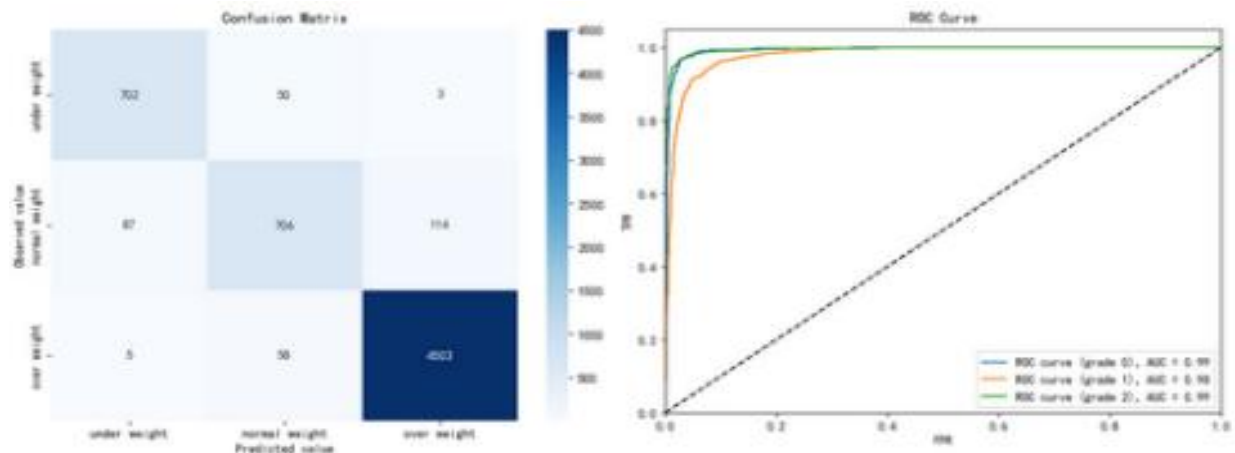 Confusion Matrix
under weight
normal weight
over weight
Observed value
702
50
3
706
114
5
4503
under weight
normal weight
over weight
Predicted value
4500
4000
3500
3000
2500
2000
1500
1000
500
ROC Curve
1.0
0.8
0.6
0.4
0.2
0.0
0.0
0.2
0.4
0.6
0.8
1.0
ROC curve (grade 0), AUC = 0.99
ROC curve (grade 1), AUC = 0.98
ROC curve (grade 2), AUC = 0.99